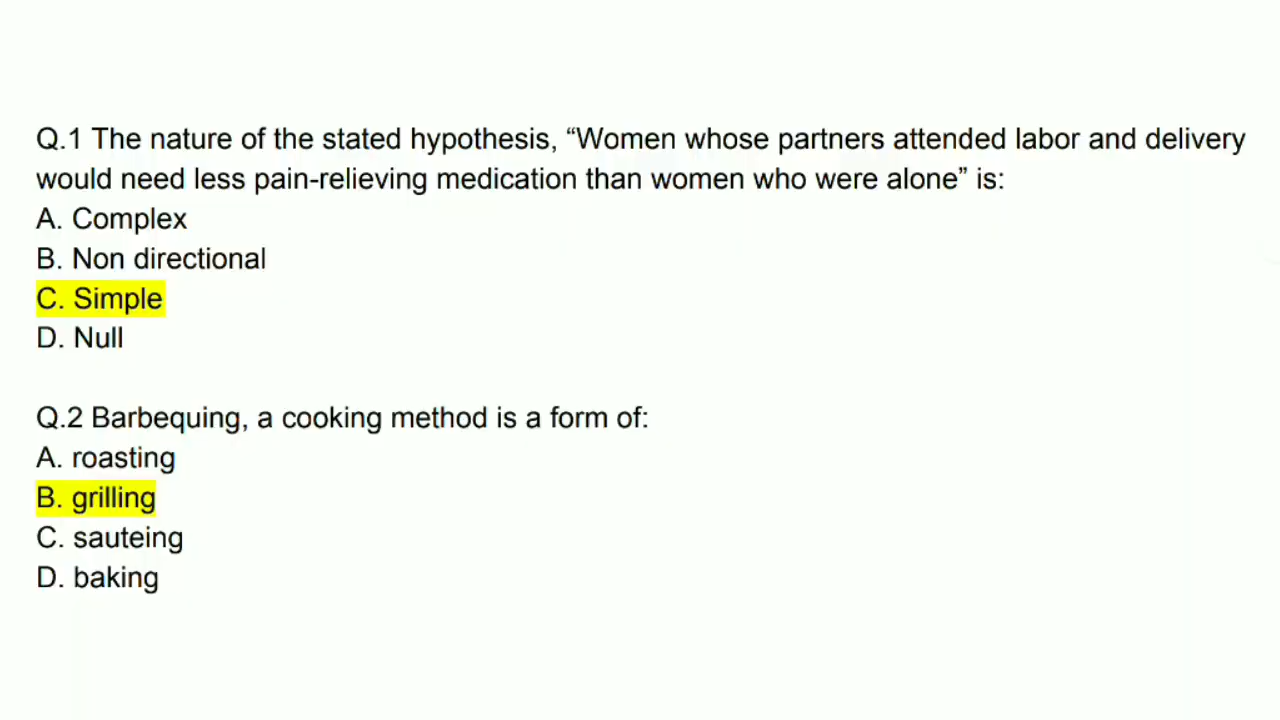 Q.1 The nature of the stated hypothesis, “Women whose partners attended labor and delivery
would need less pain-relieving medication than women who were alone” is:
A. Complex
B. Non directional
C. Simple
D. Null
Q.2 Barbequing, a cooking method is a form of:
A. roasting
B. grilling
C. sauteing
D. baking